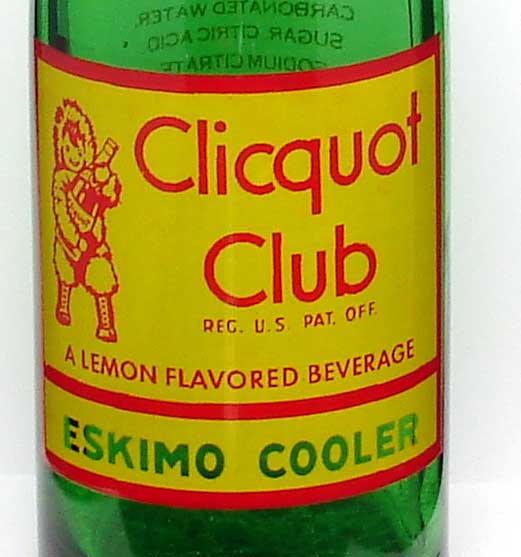 CARBONATED WATER,
SUGAR, CITRIC ACID,
SODIUM CITRATE
Clicquot
Club
REG. U.S. PAT. OFF.
A LEMON FLAVORED BEVERAGE
ESKIMO COOLER